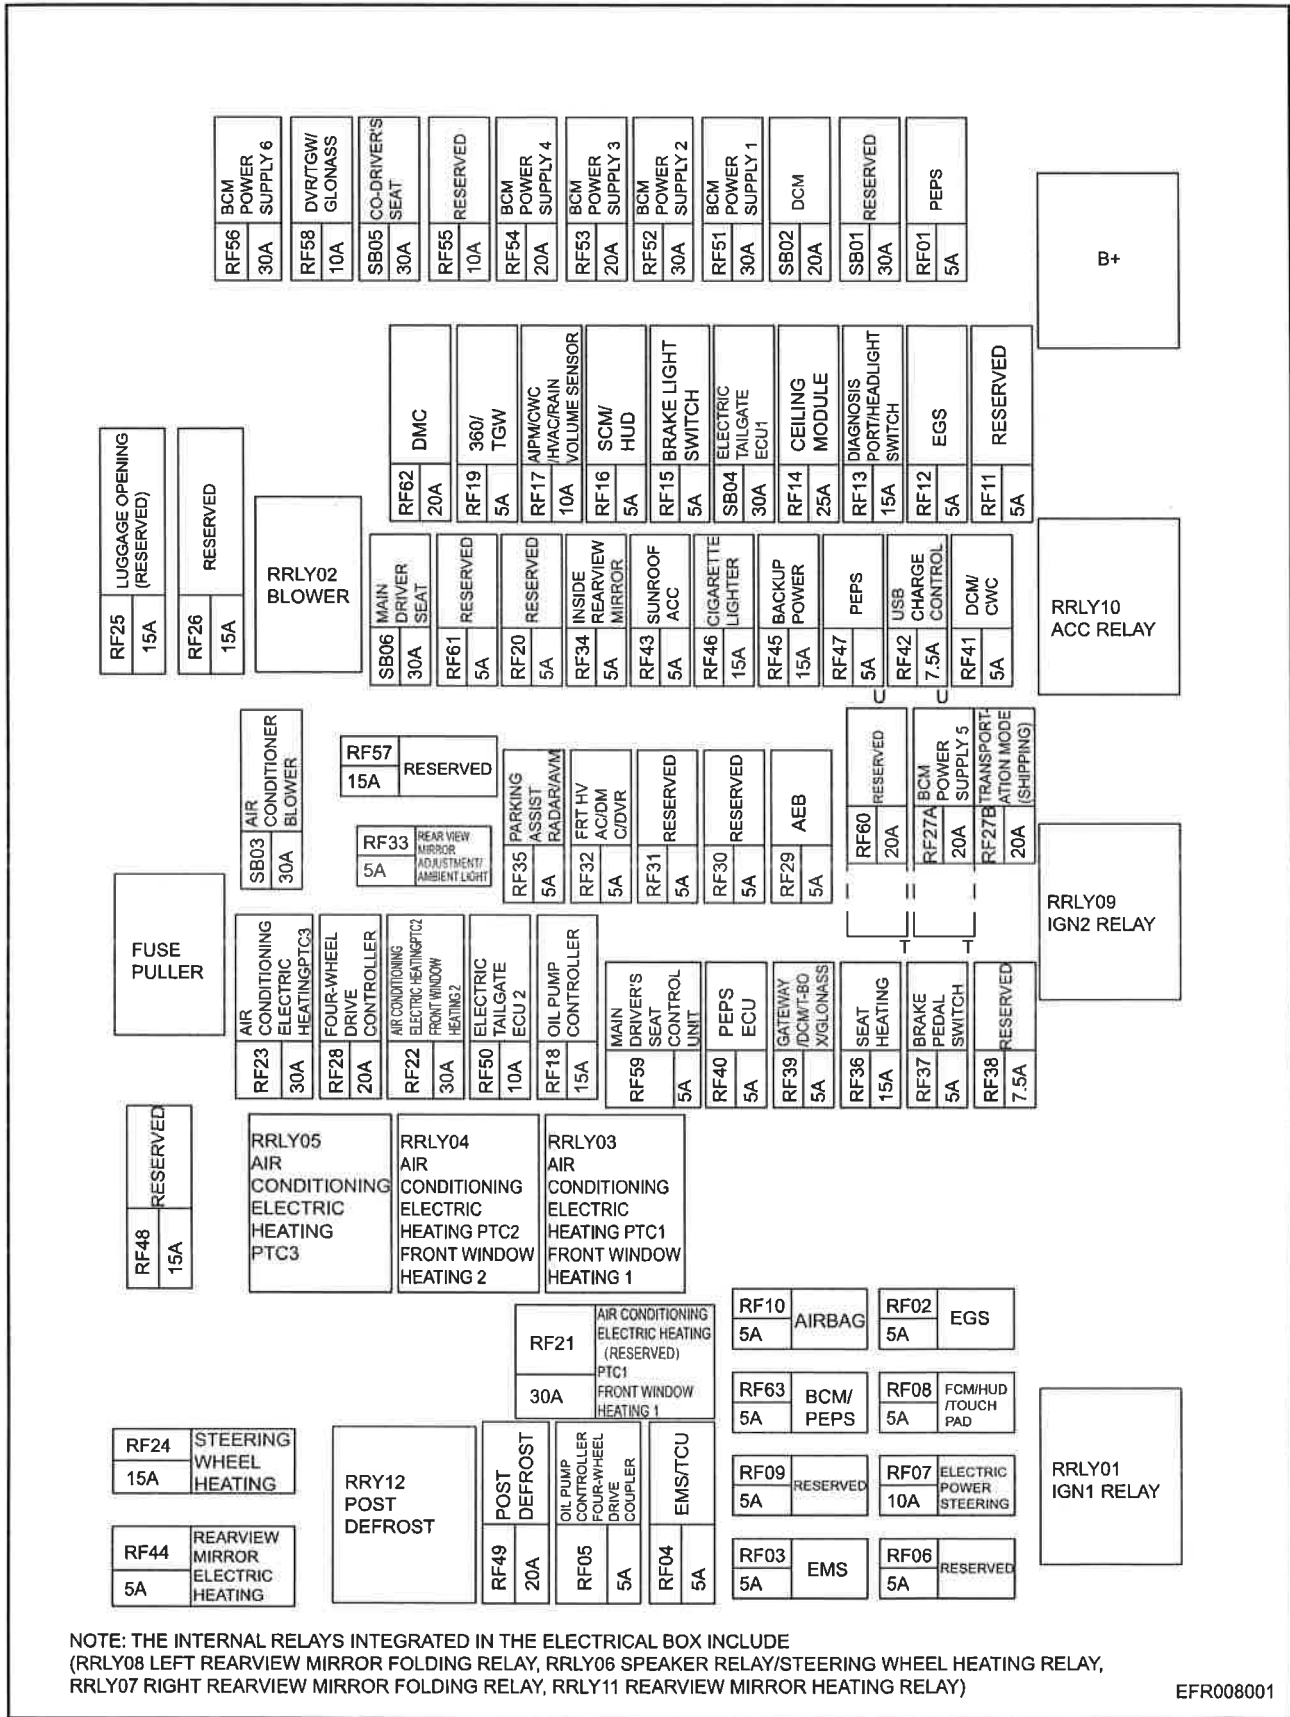 BCM
POWER
SUPPLY 6
RF56
30A
DVR/TGW/
GLONASS
RF58
10A
CO-DRIVER'S
SEAT
SB05
30A
RESERVED
RF55
10A
BCM
POWER
SUPPLY 4
RF54
20A
BCM
POWER
SUPPLY 3
RF53
20A
BCM
POWER
SUPPLY 2
RF52
30A
BCM
POWER
SUPPLY 1
RF51
30A
DCM
SB02
20A
RESERVED
SB01
30A
PEPS
RF01
5A
B+
DMC
RF62
20A
360/
TGW
RF19
5A
AIPM/CWC
/HVAC/RAIN
VOLUME SENSOR
RF17
10A
SCM/
HUD
RF16
5A
BRAKE LIGHT
SWITCH
RF15
5A
ELECTRIC
TAILGATE
ECU1
SB04
30A
CEILING
MODULE
RF14
25A
DIAGNOSIS
PORT/HEADLIGHT
SWITCH
RF13
15A
EGS
RF12
5A
RESERVED
RF11
5A
LUGGAGE OPENING
(RESERVED)
RF25
15A
RESERVED
RF26
15A
RRLY02
BLOWER
MAIN
DRIVER
SEAT
SB06
30A
RESERVED
RF61
5A
RESERVED
RF20
5A
INSIDE
REARVIEW
MIRROR
RF34
5A
SUNROOF
ACC
RF43
5A
CIGARETTE
LIGHTER
RF46
15A
BACKUP
POWER
RF45
15A
PEPS
RF47
5A
USB
CHARGE
CONTROL
RF42
7.5A
DCM/
CWC
RF41
5A
RRLY10
ACC RELAY
U
U
AIR
CONDITIONER
BLOWER
SB03
30A
RF57
15A
RESERVED
RF33
5A
REAR VIEW
MIRROR
ADJUSTMENT/
AMBIENT LIGHT
PARKING
ASSIST
RADAR/AVM
RF35
5A
FRT HV
AC/DM
C/DVR
RF32
5A
RESERVED
RF31
5A
RESERVED
RF30
5A
AEB
RF29
5A
RESERVED
RF60
20A
BCM
POWER
SUPPLY 5
RF27A
20A
TRANSPORT-
ATION MODE
(SHIPPING)
RF27B
20A
RRLY09
IGN2 RELAY
T
T
FUSE
PULLER
AIR
CONDITIONING
ELECTRIC
HEATINGPTC3
RF23
30A
FOUR-WHEEL
DRIVE
CONTROLLER
RF28
20A
AIR CONDITIONING
ELECTRIC HEATINGPTC2
FRONT WINDOW
HEATING 2
RF22
30A
ELECTRIC
TAILGATE
ECU 2
RF50
10A
OIL PUMP
CONTROLLER
RF18
15A
MAIN
DRIVER'S
SEAT
CONTROL
UNIT
RF59
5A
PEPS
ECU
RF40
5A
GATEWAY
/DCM/T-BO
X/GLONASS
RF39
5A
SEAT
HEATING
RF36
15A
BRAKE
PEDAL
SWITCH
RF37
5A
RESERVED
RF38
7.5A
RESERVED
RF48
15A
RRLY05
AIR
CONDITIONING
ELECTRIC
HEATING
PTC3
RRLY04
AIR
CONDITIONING
ELECTRIC
HEATING PTC2
FRONT WINDOW
HEATING 2
RRLY03
AIR
CONDITIONING
ELECTRIC
HEATING PTC1
FRONT WINDOW
HEATING 1
RF21
30A
AIR CONDITIONING
ELECTRIC HEATING
(RESERVED)
PTC1
FRONT WINDOW
HEATING 1
RF10
5A
AIRBAG
RF02
5A
EGS
RF63
5A
BCM/
PEPS
RF08
5A
FCM/HUD
/TOUCH
PAD
RF24
15A
STEERING
WHEEL
HEATING
RRY12
POST
DEFROST
POST
DEFROST
RF49
20A
OIL PUMP
CONTROLLER
FOUR-WHEEL
DRIVE
COUPLER
RF05
5A
EMS/TCU
RF04
5A
RF09
5A
RESERVED
RF07
10A
ELECTRIC
POWER
STEERING
RRLY01
IGN1 RELAY
RF44
5A
REARVIEW
MIRROR
ELECTRIC
HEATING
RF03
5A
EMS
RF06
5A
RESERVED
NOTE: THE INTERNAL RELAYS INTEGRATED IN THE ELECTRICAL BOX INCLUDE
(RRLY08 LEFT REARVIEW MIRROR FOLDING RELAY, RRLY06 SPEAKER RELAY/STEERING WHEEL HEATING RELAY,
RRLY07 RIGHT REARVIEW MIRROR FOLDING RELAY, RRLY11 REARVIEW MIRROR HEATING RELAY)
EFR008001